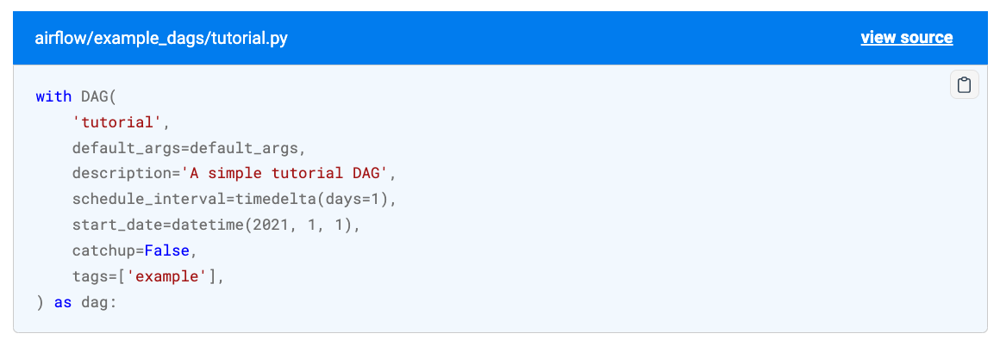 airflow/example_dags/tutorial.py view source
with DAG(
    'tutorial',
    default_args=default_args,
    description='A simple tutorial DAG',
    schedule_interval=timedelta(days=1),
    start_date=datetime(2021, 1, 1),
    catchup=False,
    tags=['example'],
) as dag: